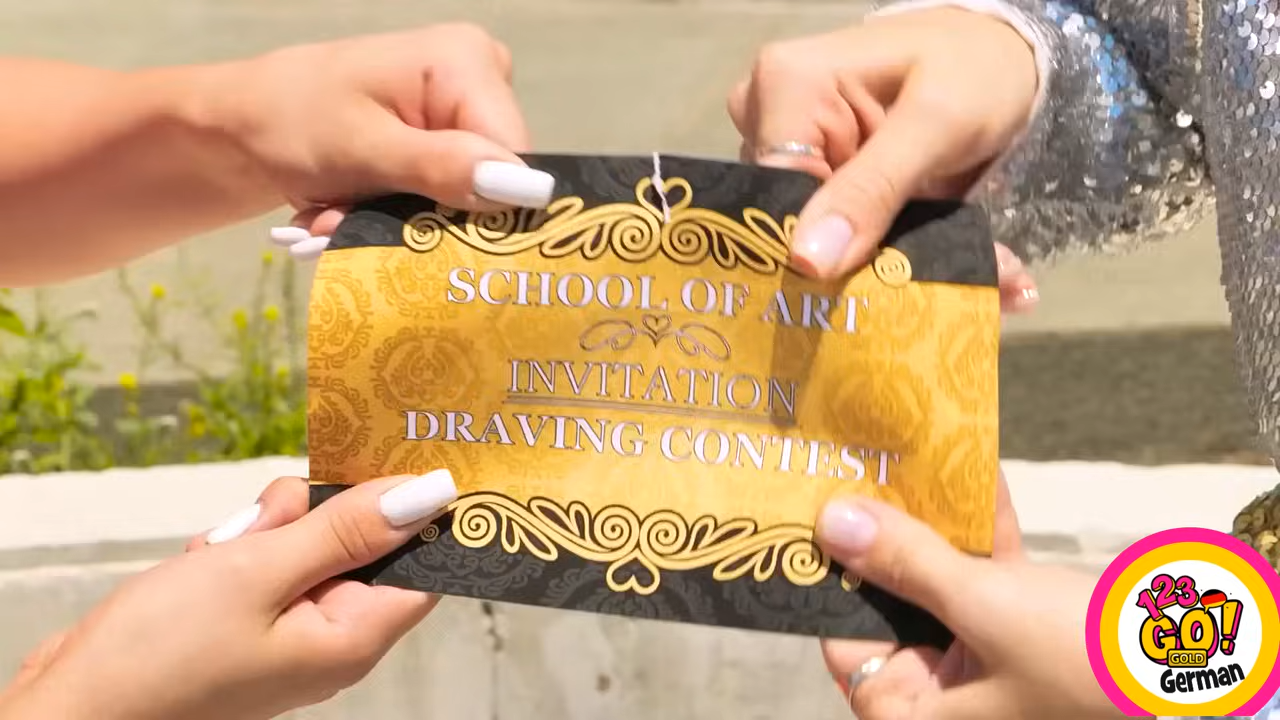 SCHOOL OF ART
INVITATION
DRAVING CONTEST
123
GO!
GOLD
German